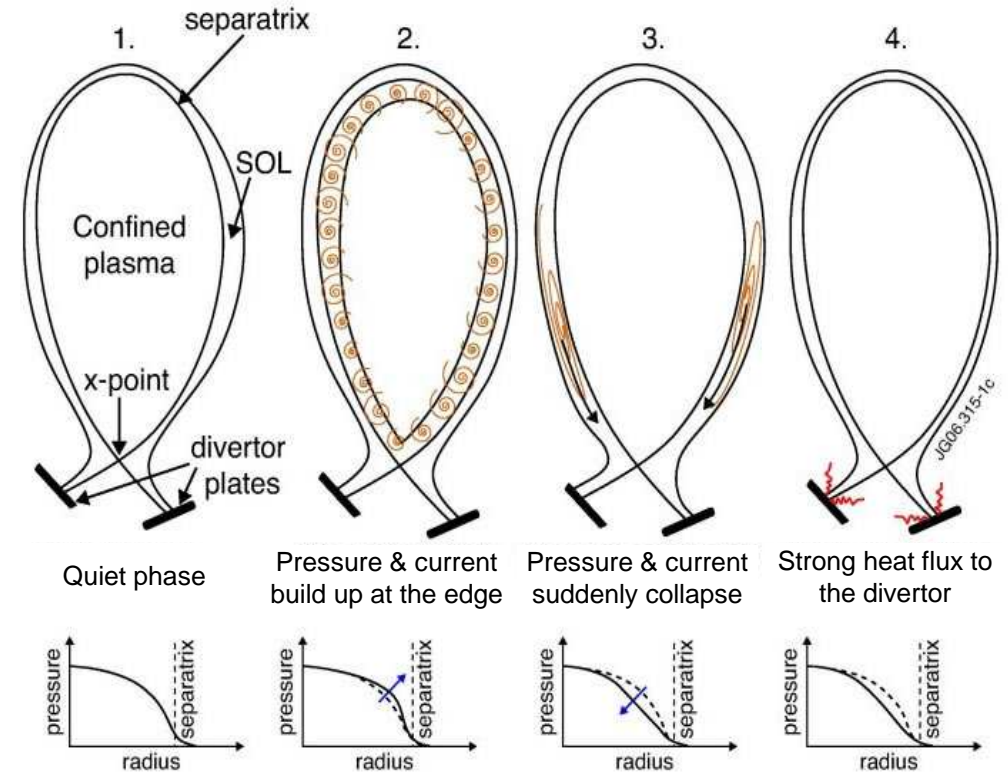 separatrix
1.
2.
3.
4.
SOL
Confined
plasma
x-point
divertor
plates
JG06.315-1c
Quiet phase
Pressure & current
build up at the edge
Pressure & current
suddenly collapse
Strong heat flux to
the divertor
pressure
separatrix
radius
pressure
separatrix
radius
pressure
separatrix
radius
pressure
separatrix
radius